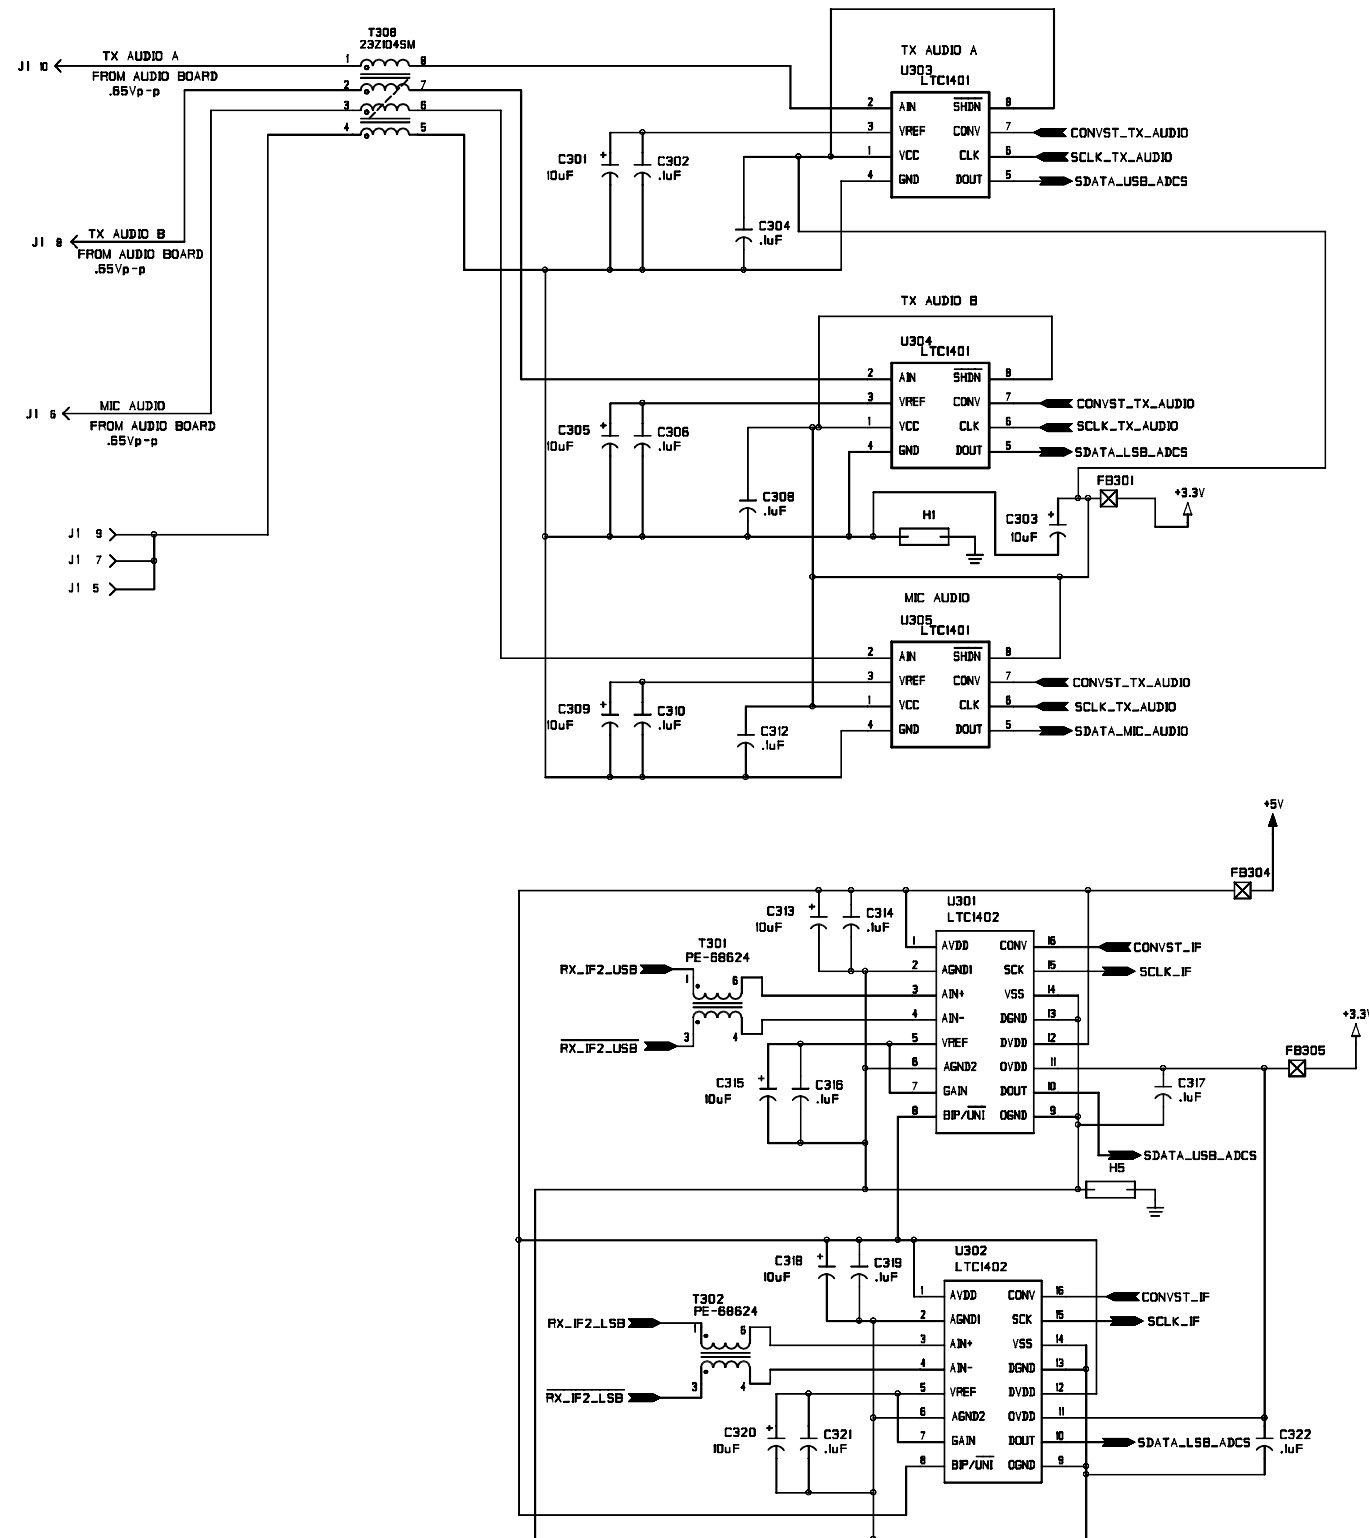 T308
23Z104SM
J1 10
TX AUDIO A
FROM AUDIO BOARD
.65Vp-p
1 8
2 7
3 6
4 5
TX AUDIO A
U303
LTC1401
2 AIN SHDN 8
3 VREF CONV 7 CONVST_TX_AUDIO
1 VCC CLK 6 SCLK_TX_AUDIO
4 GND DOUT 5 SDATA_USB_ADCS
C301 + C302
10uF .1uF
C304
.1uF
J1 8
TX AUDIO B
FROM AUDIO BOARD
.65Vp-p
TX AUDIO B
U304
LTC1401
2 AIN SHDN 8
3 VREF CONV 7 CONVST_TX_AUDIO
1 VCC CLK 6 SCLK_TX_AUDIO
4 GND DOUT 5 SDATA_LSB_ADCS
C305 + C306
10uF .1uF
C308
.1uF
J1 6
MIC AUDIO
FROM AUDIO BOARD
.65Vp-p
FB301
+3.3V
H1
C303 +
10uF
J1 9
J1 7
J1 5
MIC AUDIO
U305
LTC1401
2 AIN SHDN 8
3 VREF CONV 7 CONVST_TX_AUDIO
1 VCC CLK 6 SCLK_TX_AUDIO
4 GND DOUT 5 SDATA_MIC_AUDIO
C309 + C310
10uF .1uF
C312
.1uF
+5V
FB304
U301
LTC1402
C313 + C314
10uF .1uF
1 AVDD CONV 16 CONVST_IF
2 AGND1 SCK 15 SCLK_IF
3 AIN+ VSS 14
4 AIN- DGND 13
5 VREF DVDD 12
6 AGND2 OVDD 11
7 GAIN DOUT 10
8 BIP/UNI OGND 9
T301
PE-68624
RX_IF2_USB 1 6
RX_IF2_USB 3 4
C315 + C316
10uF .1uF
+3.3V
FB305
C317
.1uF
SDATA_USB_ADCS
H5
U302
LTC1402
C318 + C319
10uF .1uF
1 AVDD CONV 16 CONVST_IF
2 AGND1 SCK 15 SCLK_IF
3 AIN+ VSS 14
4 AIN- DGND 13
5 VREF DVDD 12
6 AGND2 OVDD 11
7 GAIN DOUT 10 SDATA_LSB_ADCS
8 BIP/UNI OGND 9
T302
PE-68624
RX_IF2_LSB 1 6
RX_IF2_LSB 3 4
C320 + C321
10uF .1uF
C322
.1uF